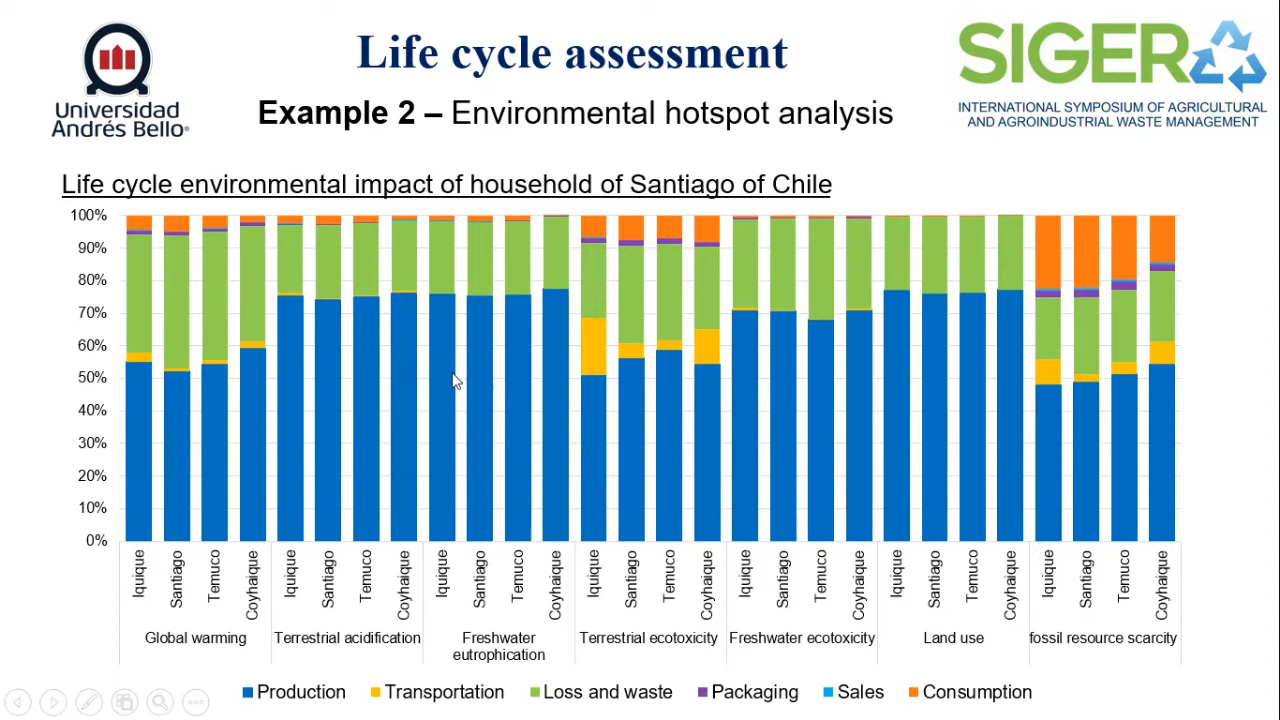 Universidad
Andrés Bello®
Life cycle assessment
Example 2 – Environmental hotspot analysis
SIGERA
INTERNATIONAL SYMPOSIUM OF AGRICULTURAL
AND AGROINDUSTRIAL WASTE MANAGEMENT
Life cycle environmental impact of household of Santiago of Chile
100%
90%
80%
70%
60%
50%
40%
30%
20%
10%
0%
Iquique
Santiago
Temuco
Coyhaique
Iquique
Santiago
Temuco
Coyhaique
Iquique
Santiago
Temuco
Coyhaique
Iquique
Santiago
Temuco
Coyhaique
Iquique
Santiago
Temuco
Coyhaique
Iquique
Santiago
Temuco
Coyhaique
Iquique
Santiago
Temuco
Coyhaique
Global warming
Terrestrial acidification
Freshwater
eutrophication
Terrestrial ecotoxicity
Freshwater ecotoxicity
Land use
fossil resource scarcity
Production
Transportation
Loss and waste
Packaging
Sales
Consumption